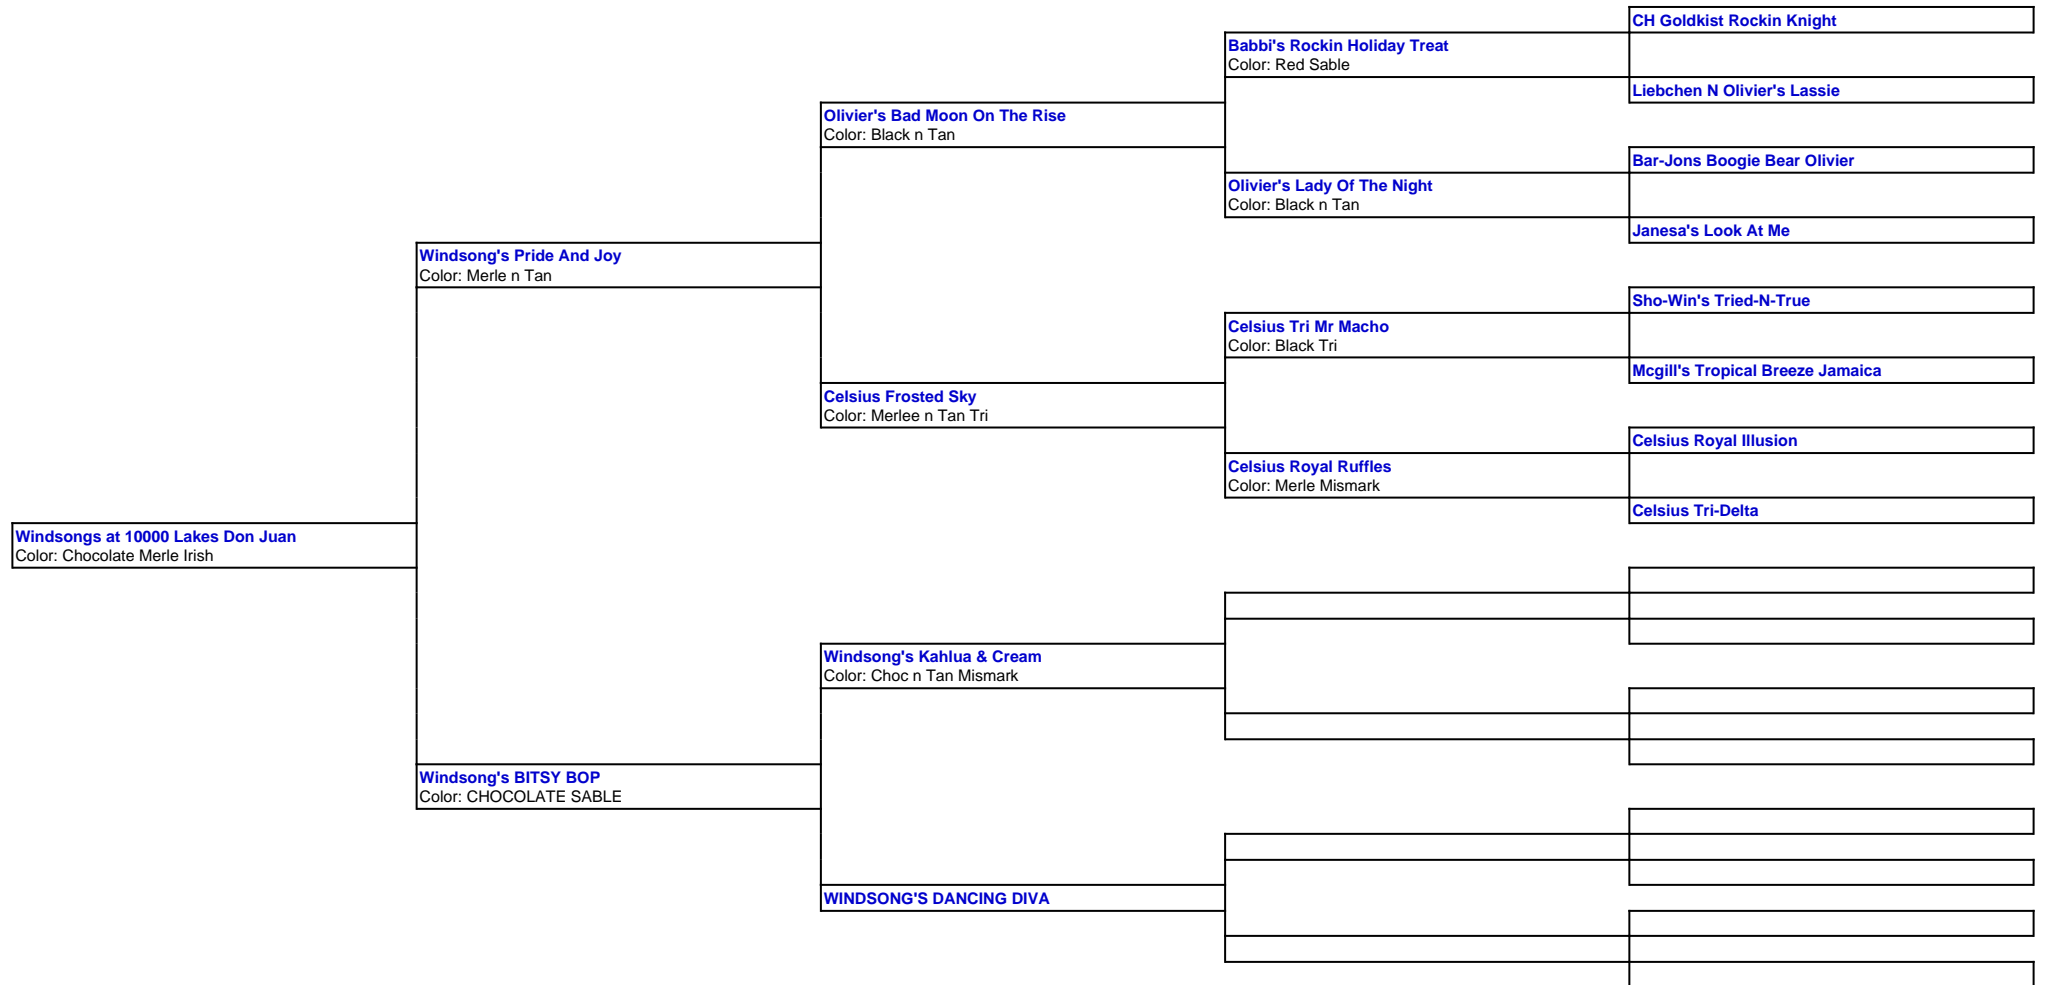 CH Goldkist Rockin Knight
Babbi's Rockin Holiday Treat
Color: Red Sable
Liebchen N Olivier's Lassie
Olivier's Bad Moon On The Rise
Color: Black n Tan
Bar-Jons Boogie Bear Olivier
Olivier's Lady Of The Night
Color: Black n Tan
Janesa's Look At Me
Windsong's Pride And Joy
Color: Merle n Tan
Sho-Win's Tried-N-True
Celsius Tri Mr Macho
Color: Black Tri
Mcgill's Tropical Breeze Jamaica
Celsius Frosted Sky
Color: Merlee n Tan Tri
Celsius Royal Illusion
Celsius Royal Ruffles
Color: Merle Mismark
Celsius Tri-Delta
Windsongs at 10000 Lakes Don Juan
Color: Chocolate Merle Irish
Windsong's Kahlua & Cream
Color: Choc n Tan Mismark
Windsong's BITSY BOP
Color: CHOCOLATE SABLE
WINDSONG'S DANCING DIVA